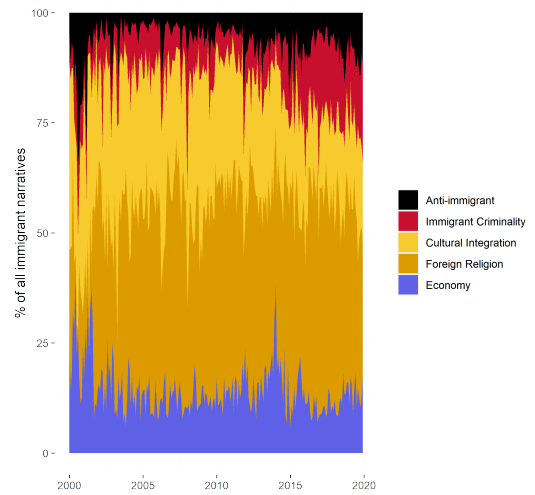 % of all immigrant narratives
100
75
50
25
0
2000
2005
2010
2015
2020
Anti-immigrant
Immigrant Criminality
Cultural Integration
Foreign Religion
Economy